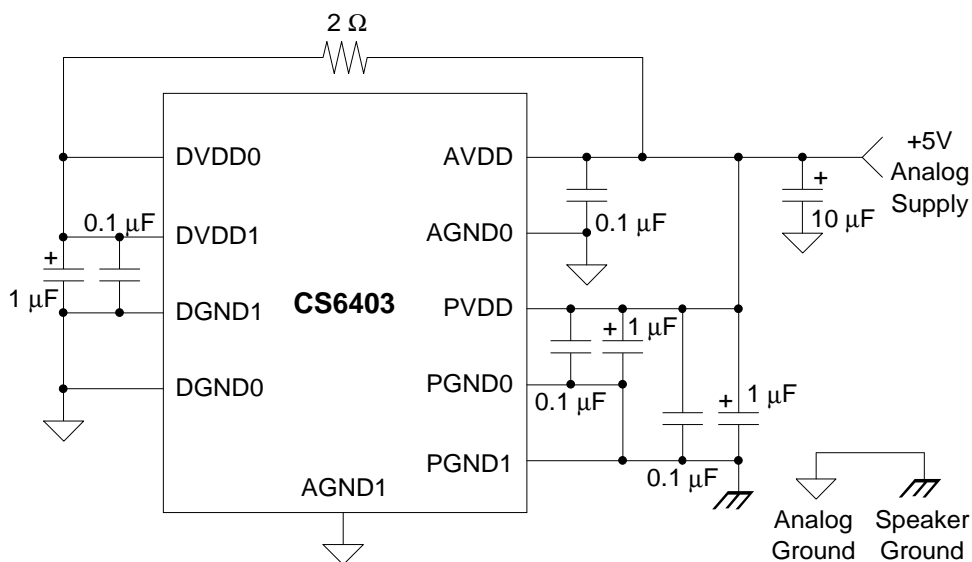 2 Ω
DVDD0
AVDD
+5V
Analog
Supply
+
10 µF
0.1 µF
DVDD1
0.1 µF
AGND0
+
1 µF
CS6403
DGND1
PVDD
+
1 µF
DGND0
PGND0
0.1 µF
+
1 µF
PGND1
0.1 µF
AGND1
Analog
Ground
Speaker
Ground